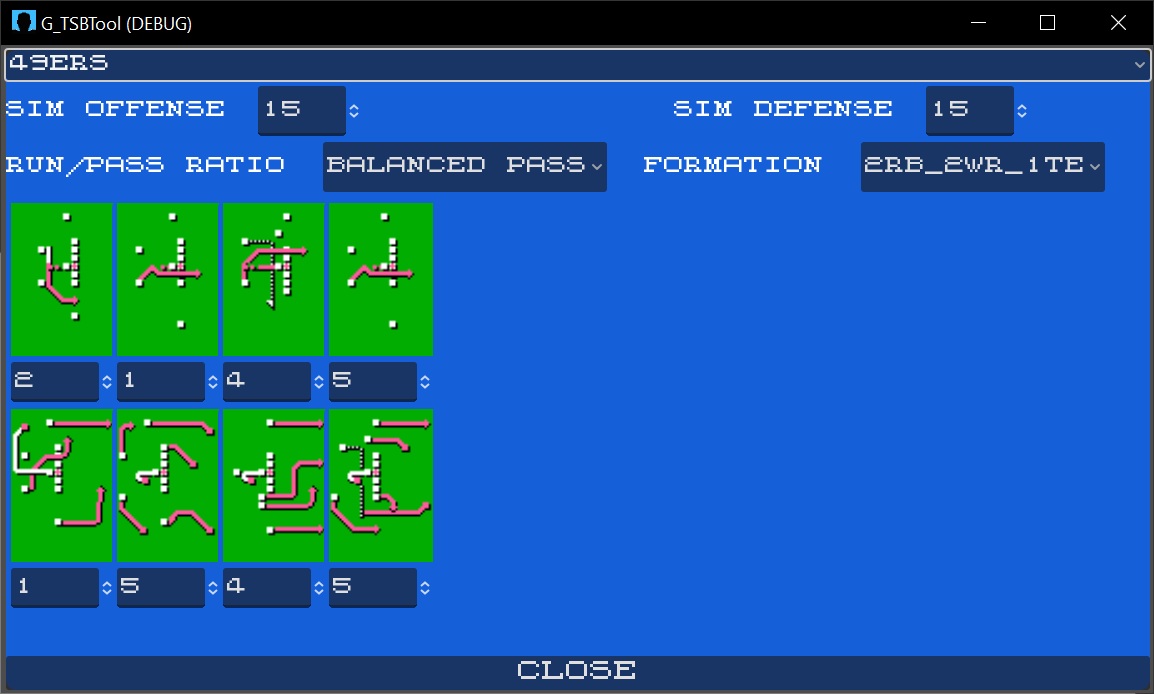 G_TSBTool (DEBUG)
49ERS
SIM OFFENSE 15 SIM DEFENSE 15
RUN/PASS RATIO BALANCED PASS FORMATION 2RB_2WR_1TE
2 1 4 5
1 5 4 5
CLOSE